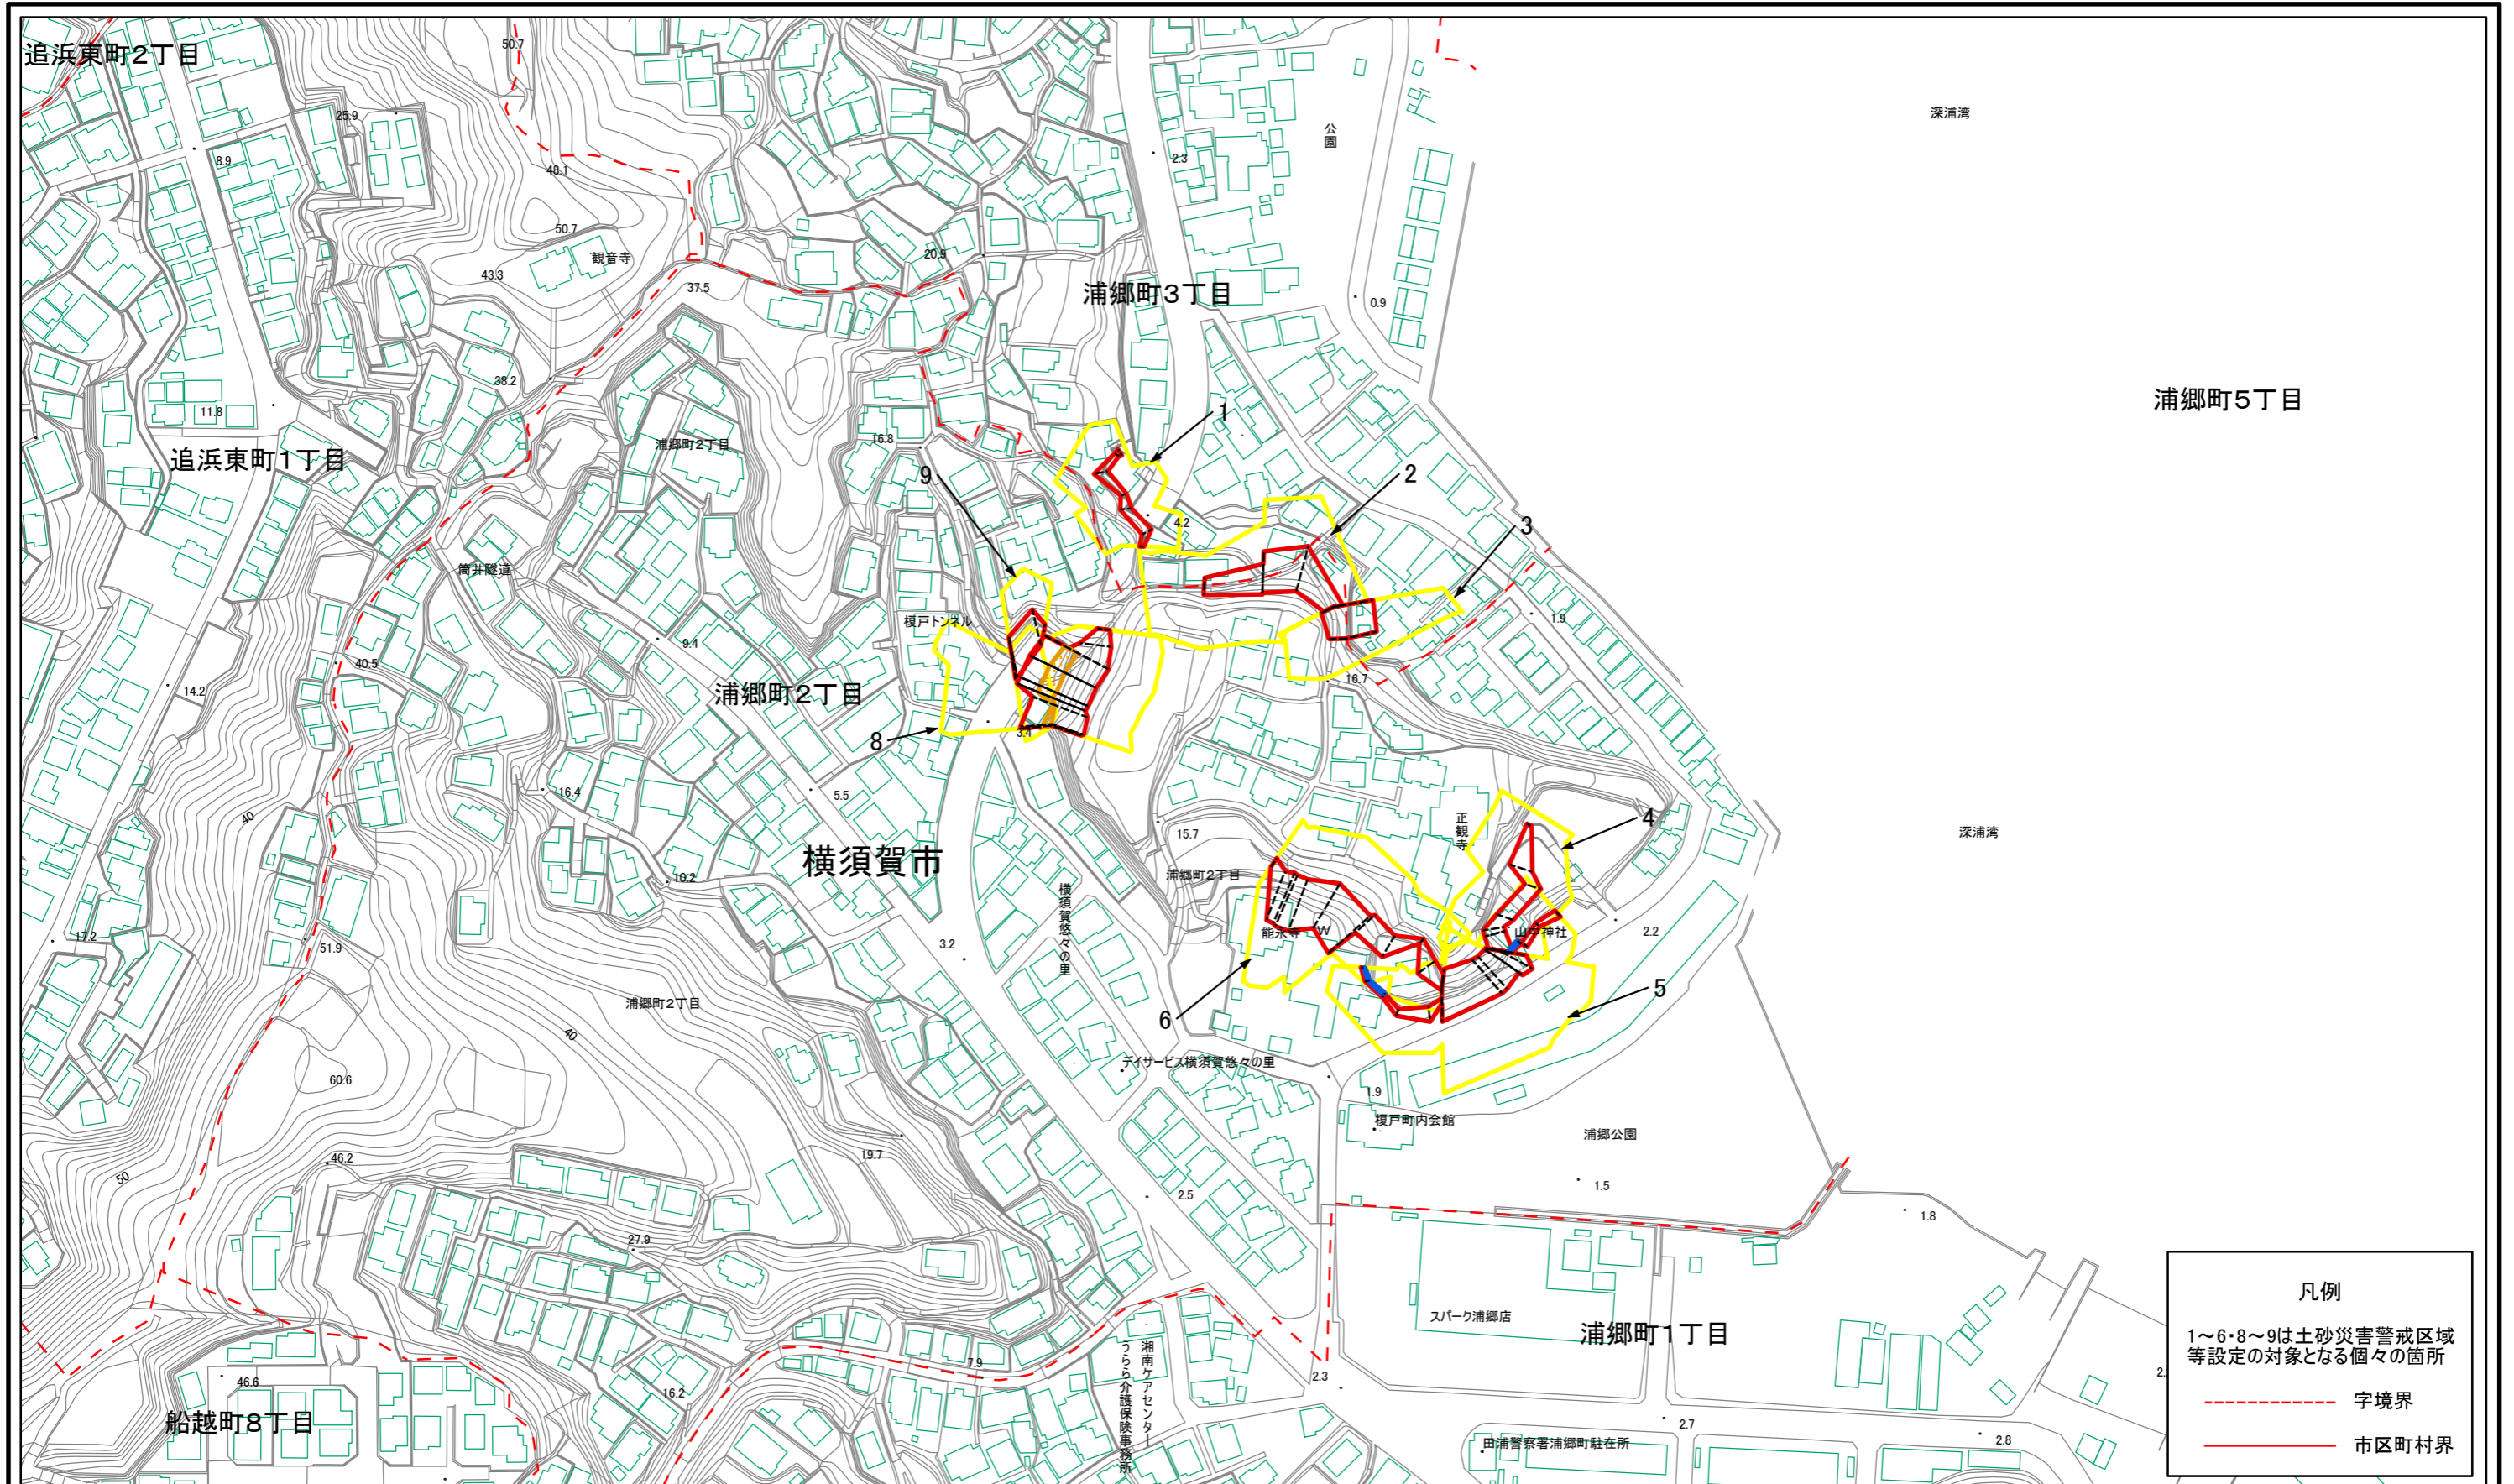 追浜東町2丁目
50.7
深浦湾
25.9
公園
8.9
2.3
48.1
50.7
観音寺
20.9
43.3
37.5
浦郷町3丁目
0.9
38.2
浦郷町5丁目
11.8
1
16.8
浦郷町2丁目
追浜東町1丁目
9
2
4.2
3
筒井隧道
榎戸トンネル
1.9
9.4
40.5
16.7
14.2
浦郷町2丁目
3.4
8
5.5
16.4
4
正観寺
15.7
深浦湾
横須賀市
浦郷町2丁目
10.2
横須賀悠々の里
能永寺
W
山中神社
2.2
17.2
51.9
3.2
5
浦郷町2丁目
6
40
40
デイサービス横須賀悠々の里
60.6
1.9
榎戸町内会館
浦郷公園
19.7
46.2
50
2.5
1.5
1.8
27.9
凡例
1～6・8～9は土砂災害警戒区域
等設定の対象となる個々の箇所
字境界
市区町村界
スパーク浦郷店
浦郷町1丁目
湘南ケアセンター
うらら介護保険事務所
7.9
2.3
46.6
16.2
船越町8丁目
2.7
田浦警察署浦郷町駐在所
2.8